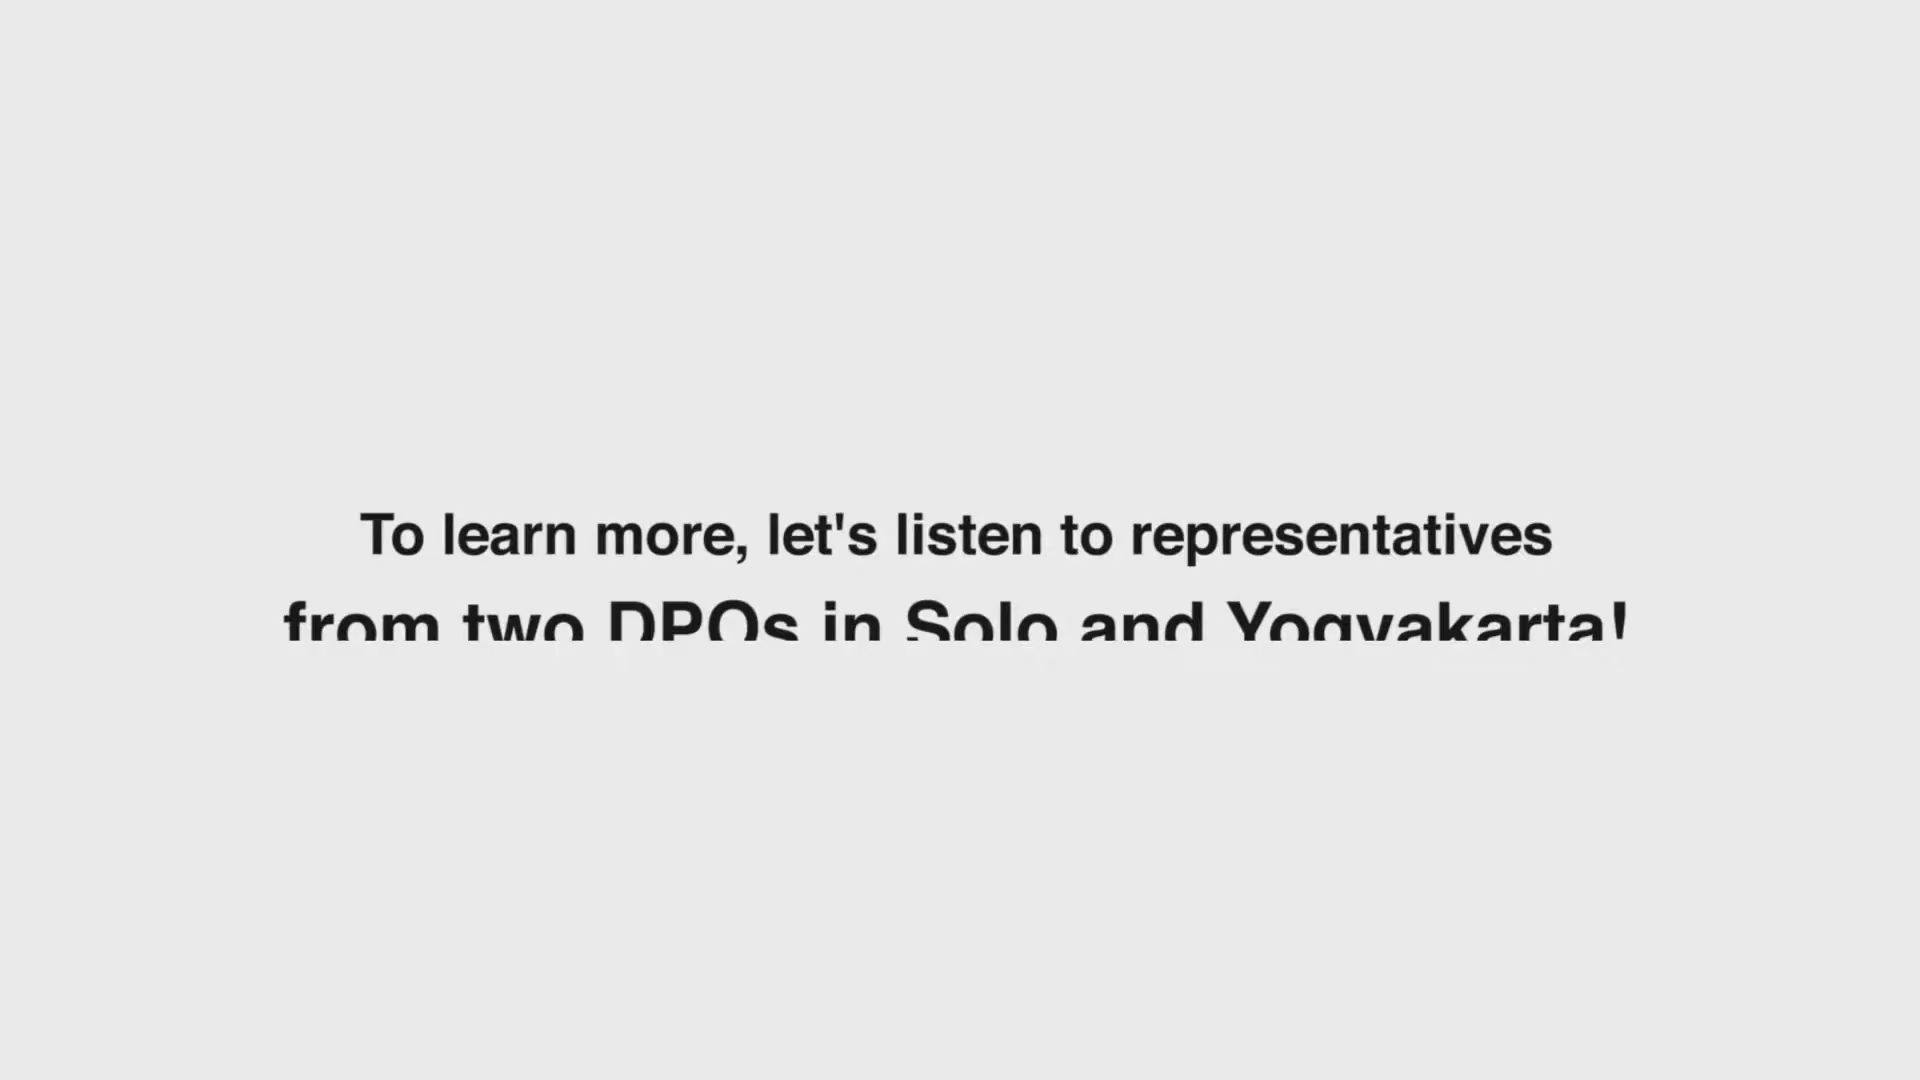 To learn more, let's listen to representatives
from two DPOs in Solo and Yogyakarta!